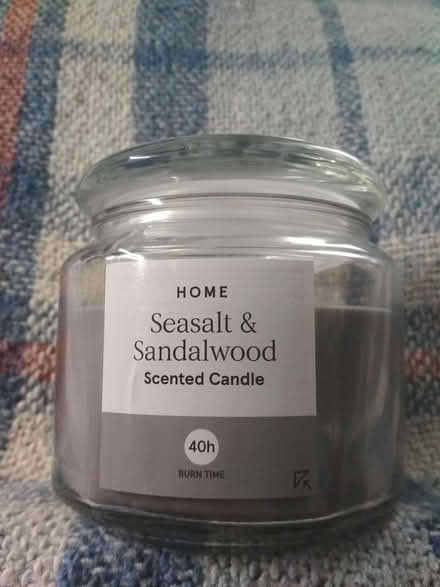 HOME
Seasalt &
Sandalwood
Scented Candle
40h
BURN TIME